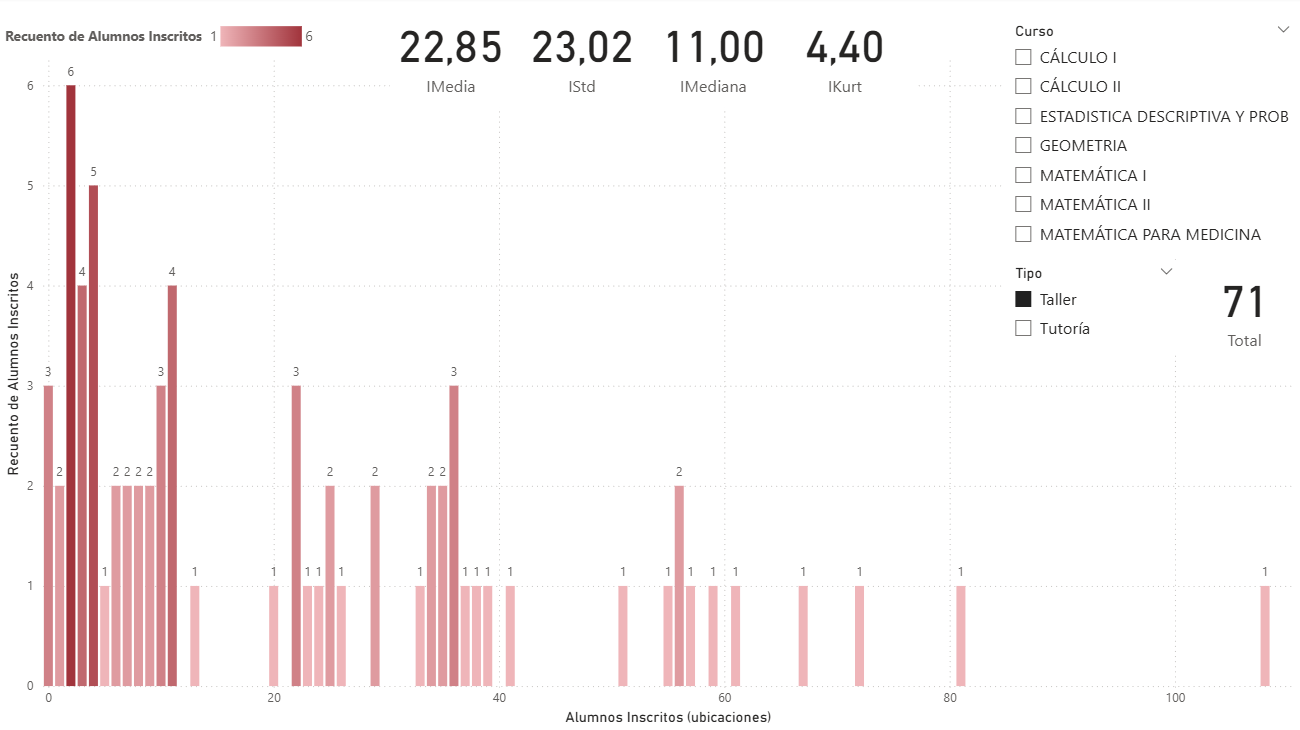 Recuento de Alumnos Inscritos 1 6
22,85 23,02 11,00 4,40
IMedia IStd IMediana IKurt
Curso
CÁLCULO I
CÁLCULO II
ESTADISTICA DESCRIPTIVA Y PROB
GEOMETRIA
MATEMÁTICA I
MATEMÁTICA II
MATEMÁTICA PARA MEDICINA
Tipo
Taller
Tutoría
71
Total
Recuento de Alumnos Inscritos
6
5
4
3
2
1
0
3 2 6 4 5 1 2 2 2 2 3 4 1 1 3 1 1 2 1 2 1 2 2 3 1 1 1 1 1 1 2 1 1 1 1 1 1 1
0 20 40 60 80 100
Alumnos Inscritos (ubicaciones)